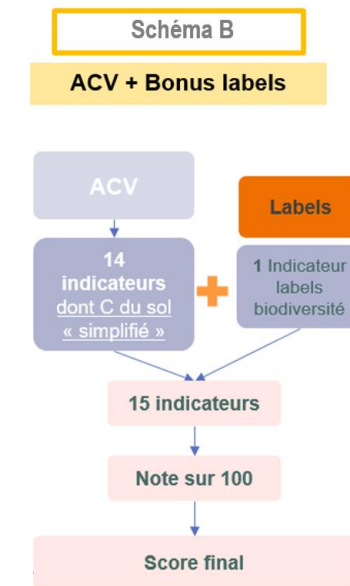 Schéma B
ACV + Bonus labels
ACV
Labels
14
indicateurs
dont C du sol
« simplifié »
1 Indicateur
labels
biodiversité
15 indicateurs
Note sur 100
Score final